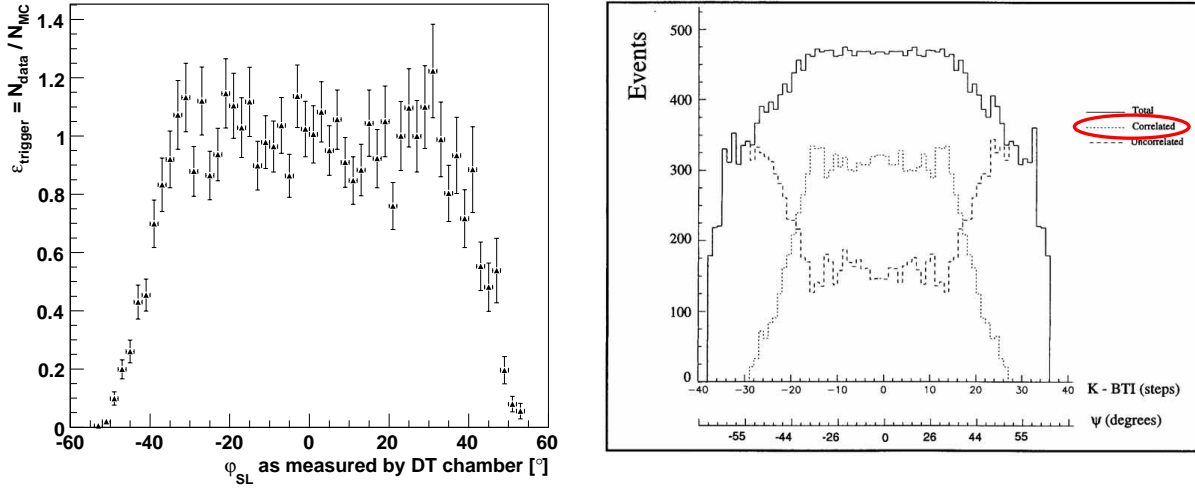 ε_trigger = N_data / N_MC
1.4
1.2
1
0.8
0.6
0.4
0.2
0
-60 -40 -20 0 20 40 60
φ_SL as measured by DT chamber [°]
Events
500
400
300
200
100
0
Total
Correlated
Uncorrelated
-40 -30 -20 -10 0 10 20 30 40
K - BTI (steps)
-55 -44 -26 0 26 44 55
ψ (degrees)